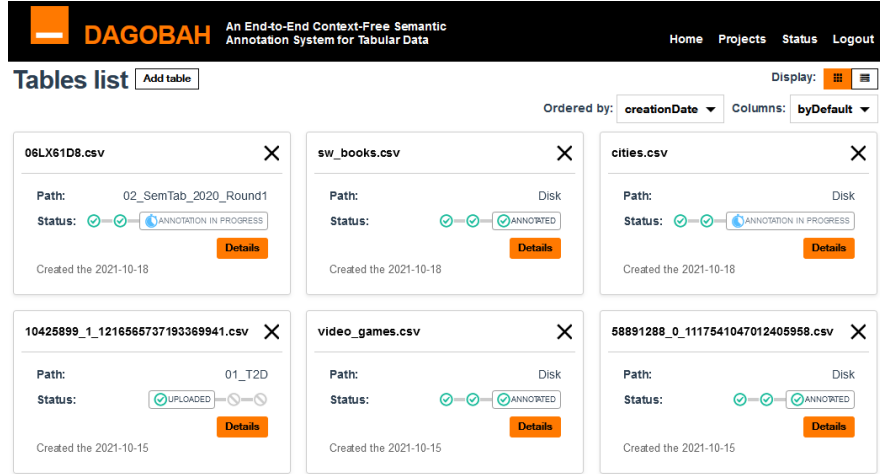 DAGOBAH An End-to-End Context-Free Semantic
Annotation System for Tabular Data
Home Projects Status Logout
Tables list Add table
Display:
Ordered by: creationDate Columns: byDefault
06LX61D8.csv
Path: 02_SemTab_2020_Round1
Status: ANNOTATION IN PROGRESS
Details
Created the 2021-10-18
sw_books.csv
Path: Disk
Status: ANNOTATED
Details
Created the 2021-10-18
cities.csv
Path: Disk
Status: ANNOTATION IN PROGRESS
Details
Created the 2021-10-18
10425899_1_1216565737193369941.csv
Path: 01_T2D
Status: UPLOADED
Details
Created the 2021-10-15
video_games.csv
Path: Disk
Status: ANNOTATED
Details
Created the 2021-10-15
58891288_0_1117541047012405958.csv
Path: Disk
Status: ANNOTATED
Details
Created the 2021-10-15